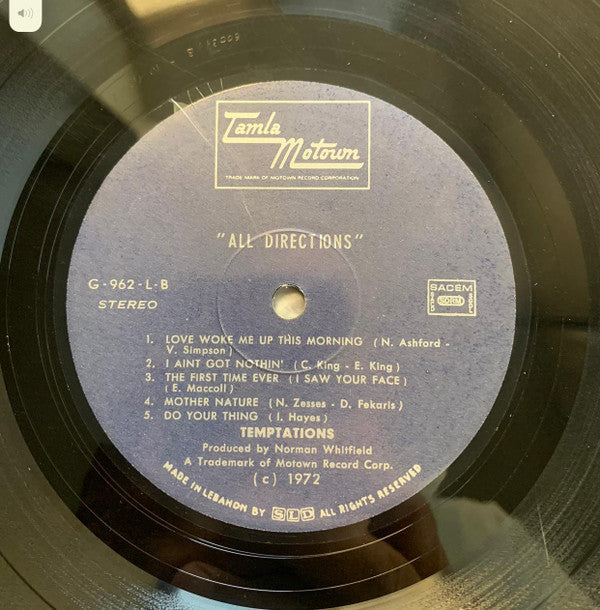 Tamla
Motown
TRADE MARK OF MOTOWN RECORD CORPORATION
"ALL DIRECTIONS"
G-962-L-B
STEREO
SACEM
SDRM
1. LOVE WOKE ME UP THIS MORNING (N. Ashford -
V. Simpson)
2. I AINT GOT NOTHIN' (C. King - E. King)
3. THE FIRST TIME EVER (I SAW YOUR FACE)
(E. Maccoll)
4. MOTHER NATURE (N. Zesses - D. Fekaris)
5. DO YOUR THING (I. Hayes)
TEMPTATIONS
Produced by Norman Whitfield
A Trademark of Motown Record Corp.
(c) 1972
MADE IN LEBANON BY SLD ALL RIGHTS RESERVED